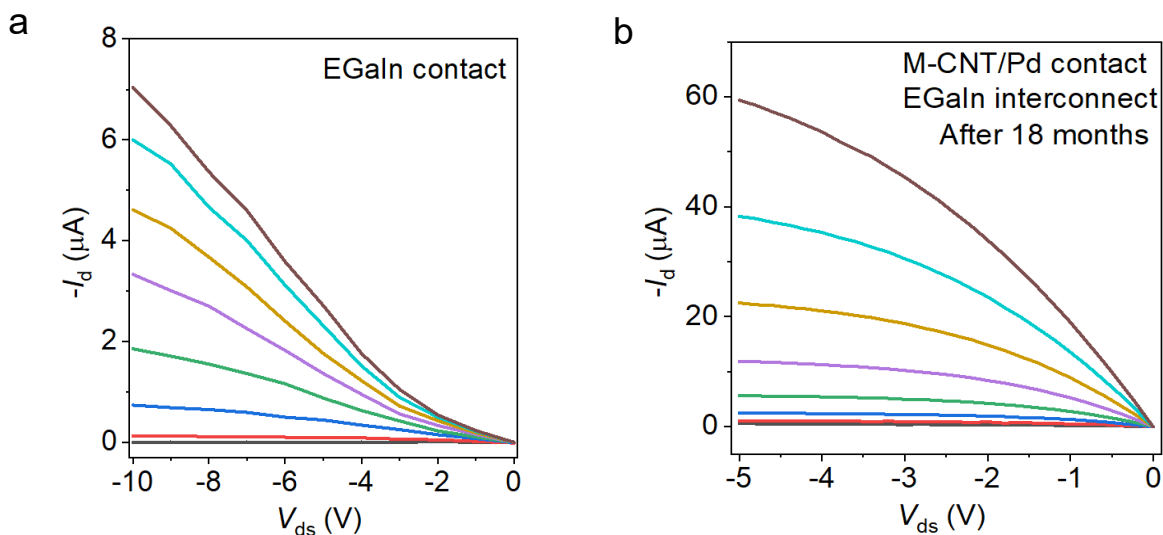 a
EGaIn contact
8
6
4
2
0
-Id (μA)
-10 -8 -6 -4 -2 0
Vds (V)
b
M-CNT/Pd contact
EGaIn interconnect
After 18 months
60
40
20
0
-Id (μA)
-5 -4 -3 -2 -1 0
Vds (V)